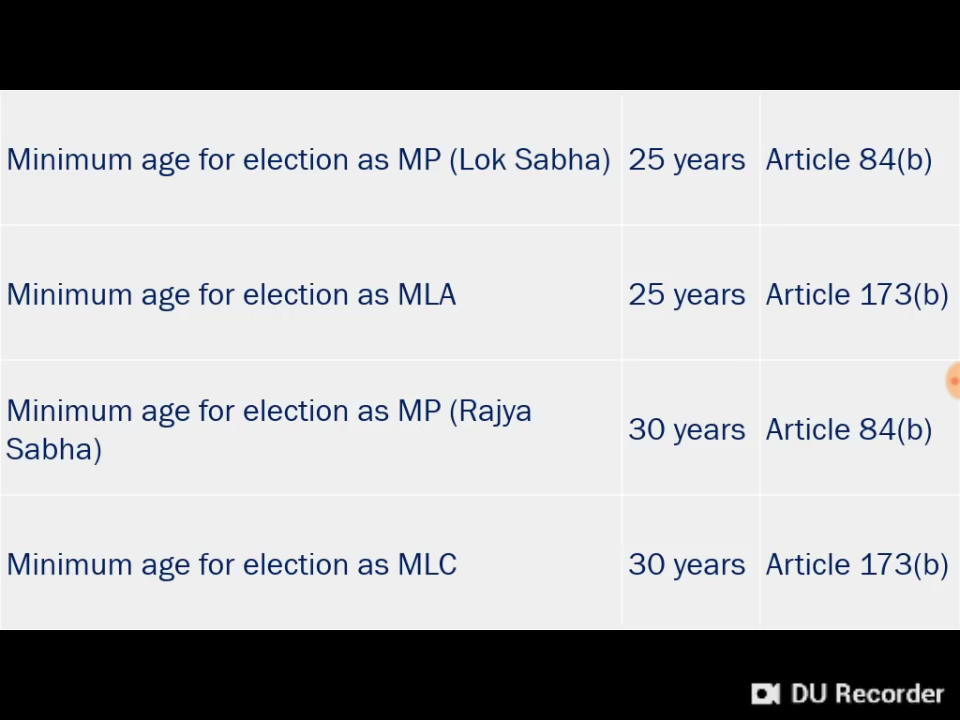 Minimum age for election as MP (Lok Sabha) 25 years Article 84(b)
Minimum age for election as MLA 25 years Article 173(b)
Minimum age for election as MP (Rajya
Sabha) 30 years Article 84(b)
Minimum age for election as MLC 30 years Article 173(b)
DU Recorder